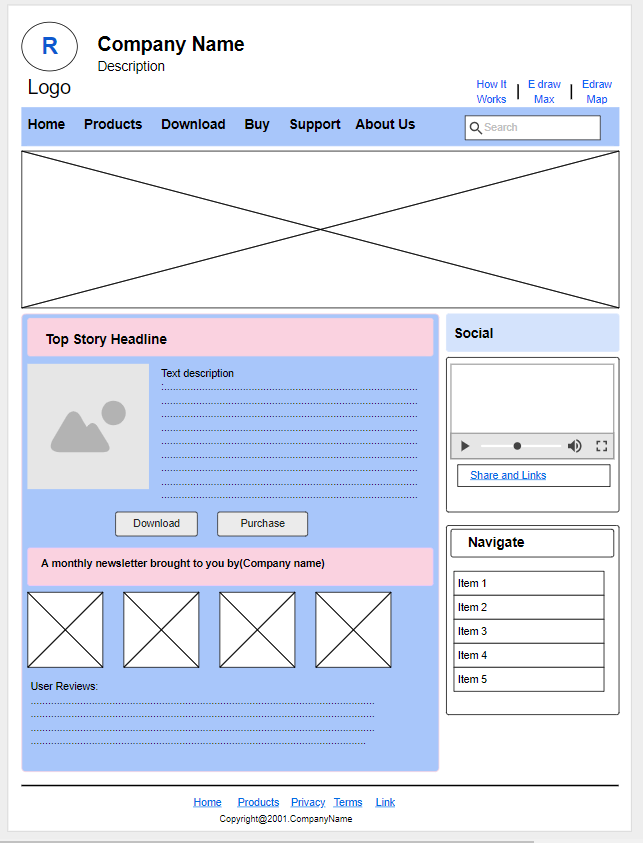 R
Logo
Company Name
Description
How It Works | E draw Max | Edraw Map
Home Products Download Buy Support About Us
Search
Top Story Headline
Text description
:
Download Purchase
A monthly newsletter brought to you by(Company name)
User Reviews:
Social
Share and Links
Navigate
Item 1
Item 2
Item 3
Item 4
Item 5
Home Products Privacy Terms Link
Copyright@2001.CompanyName